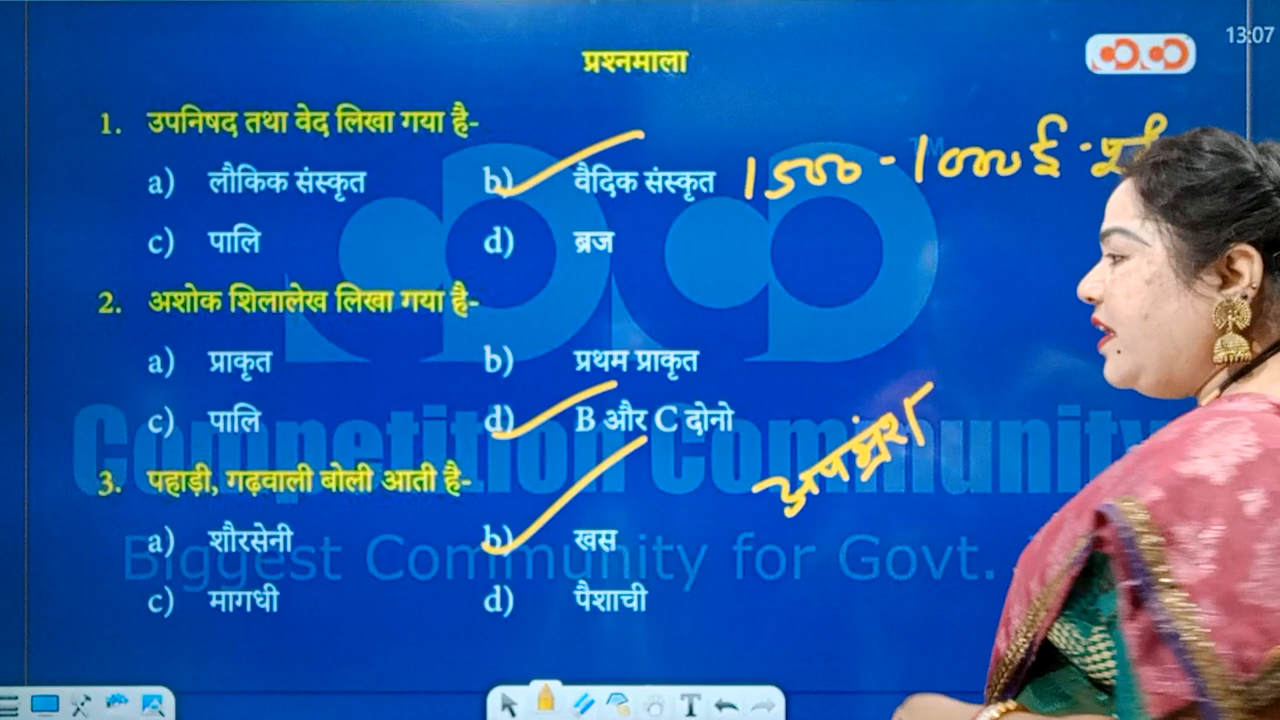 13:07
प्रश्नमाला
1. उपनिषद तथा वेद लिखा गया है-
a) लौकिक संस्कृत b) वैदिक संस्कृत 1500-1000 ई.पू
c) पालि d) ब्रज
2. अशोक शिलालेख लिखा गया है-
a) प्राकृत b) प्रथम प्राकृत
c) पालि d) B और C दोनो
अपभ्रंश
3. पहाड़ी, गढ़वाली बोली आती है-
a) शौरसेनी b) खस
c) मागधी d) पैशाची
TM
Competition Community
Biggest Community for Govt.
T